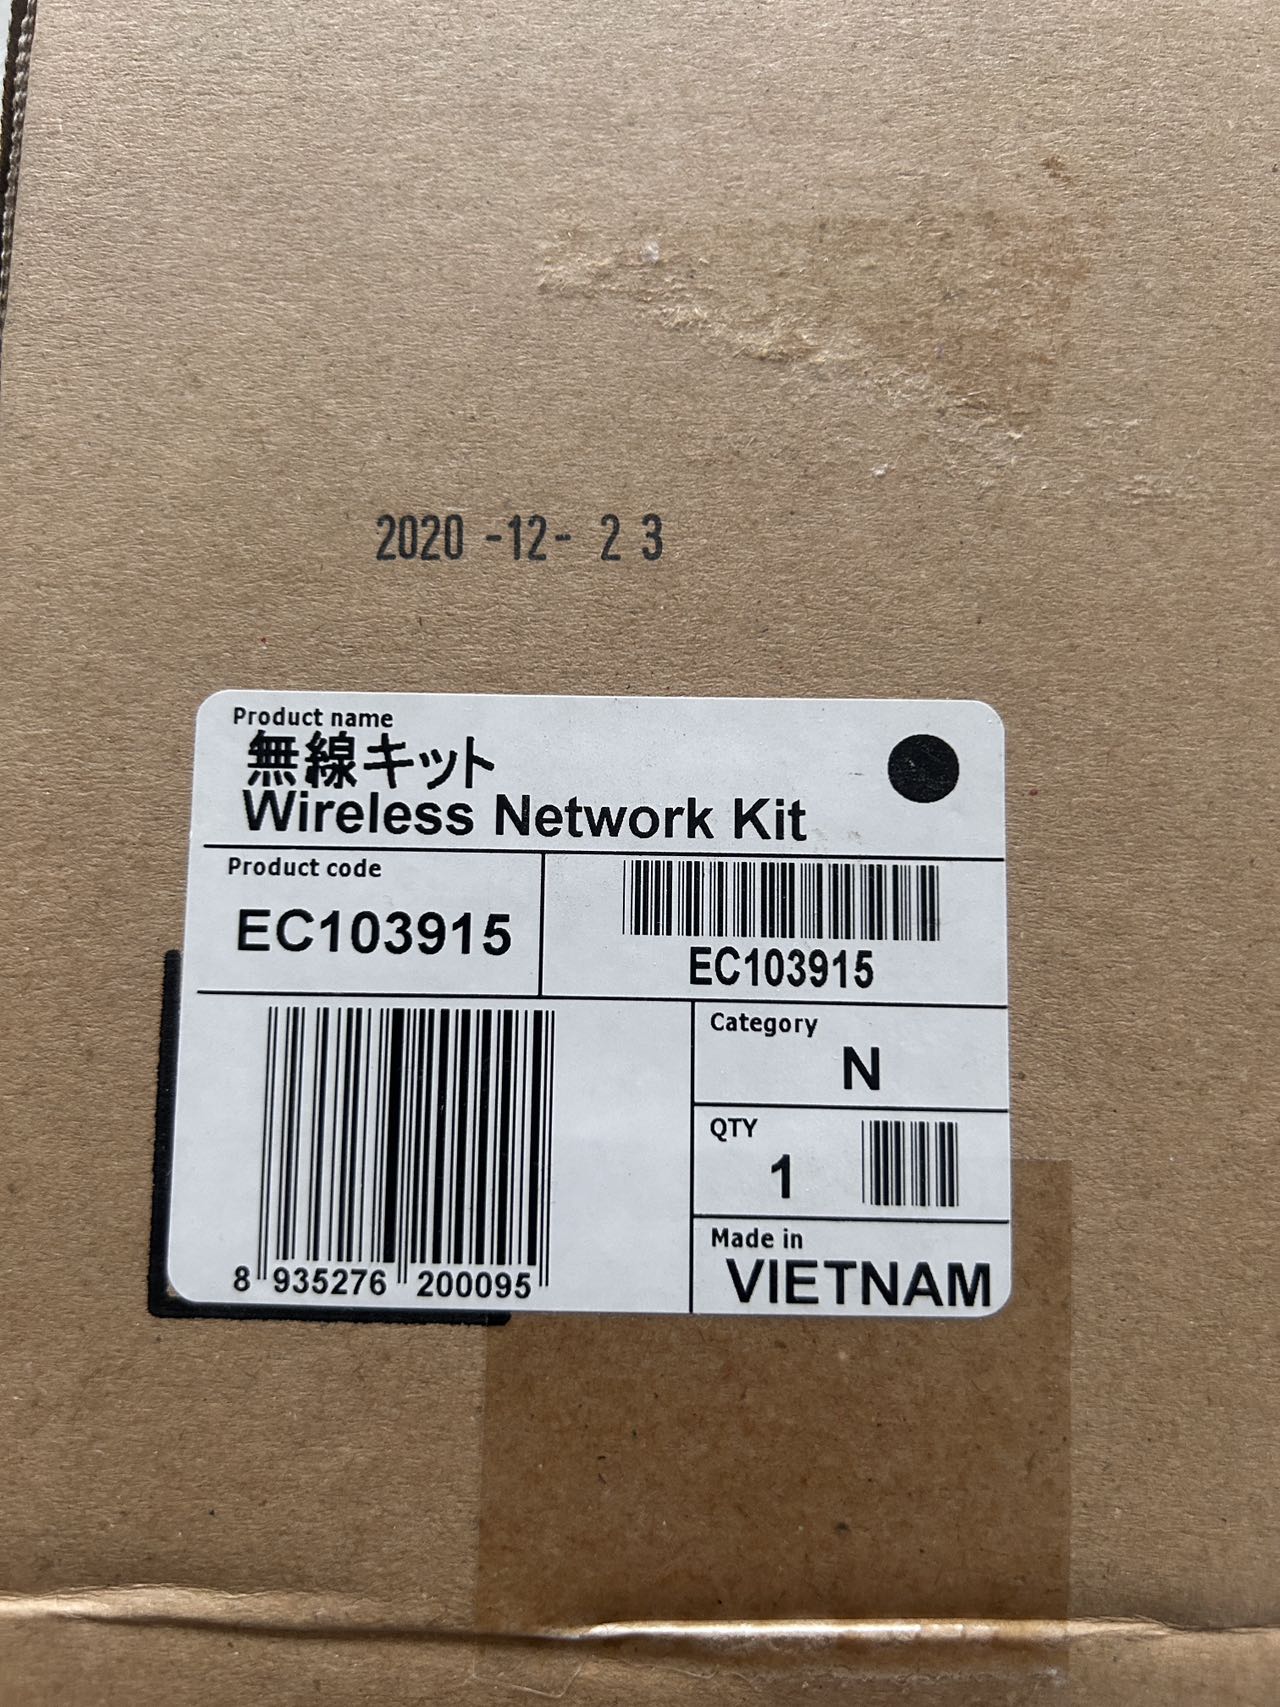 2020 -12- 2 3
Product name
無線キット
Wireless Network Kit
Product code
EC103915
EC103915
Category
N
QTY
1
Made in
VIETNAM
8 935276 200095